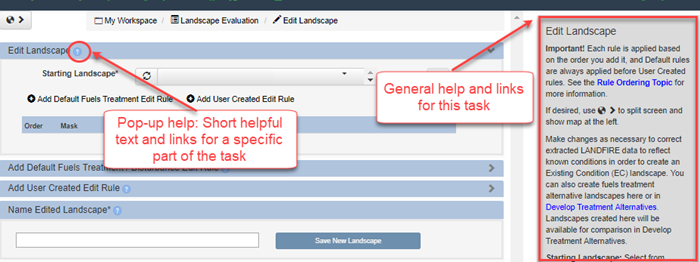 My Workspace / Landscape Evaluation / Edit Landscape
Edit Landscape ?
Starting Landscape*
Add Default Fuels Treatment Edit Rule
Add User Created Edit Rule
Order Mask
Pop-up help: Short helpful
text and links for a specific
part of the task
Add Default Fuels Treatment / Disturbance Edit Rule ?
Add User Created Edit Rule ?
Name Edited Landscape* ?
Save New Landscape
General help and links
for this task
Edit Landscape
Important! Each rule is applied based
on the order you add it, and Default rules
are always applied before User Created
rules. See the Rule Ordering Topic for
more information.
If desired, use > to split screen and
show map at the left.
Make changes as necessary to correct
extracted LANDFIRE data to reflect
known conditions in order to create an
Existing Condition (EC) landscape. You
can also create fuels treatment
alternative landscapes here or in
Develop Treatment Alternatives.
Landscapes created here will be
available for comparison in Develop
Treatment Alternatives.
Starting Landscape: Select from